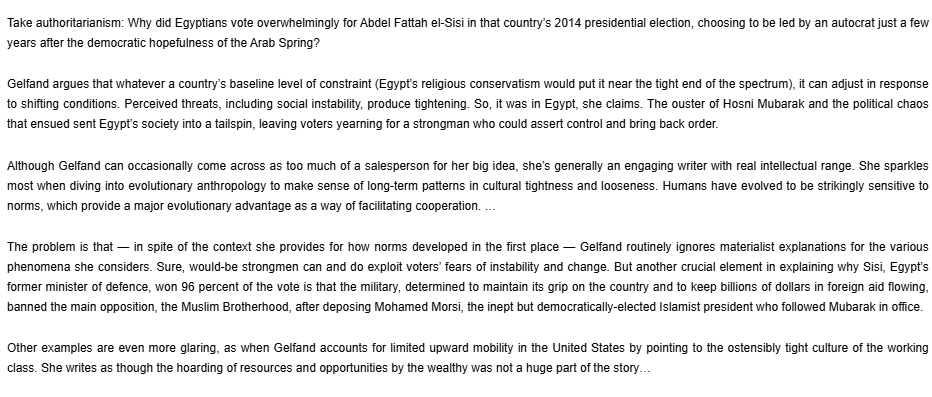 Take authoritarianism: Why did Egyptians vote overwhelmingly for Abdel Fattah el-Sisi in that country’s 2014 presidential election, choosing to be led by an autocrat just a few
years after the democratic hopefulness of the Arab Spring?
Gelfand argues that whatever a country’s baseline level of constraint (Egypt’s religious conservatism would put it near the tight end of the spectrum), it can adjust in response
to shifting conditions. Perceived threats, including social instability, produce tightening. So, it was in Egypt, she claims. The ouster of Hosni Mubarak and the political chaos
that ensued sent Egypt’s society into a tailspin, leaving voters yearning for a strongman who could assert control and bring back order.
Although Gelfand can occasionally come across as too much of a salesperson for her big idea, she’s generally an engaging writer with real intellectual range. She sparkles
most when diving into evolutionary anthropology to make sense of long-term patterns in cultural tightness and looseness. Humans have evolved to be strikingly sensitive to
norms, which provide a major evolutionary advantage as a way of facilitating cooperation. …
The problem is that — in spite of the context she provides for how norms developed in the first place — Gelfand routinely ignores materialist explanations for the various
phenomena she considers. Sure, would-be strongmen can and do exploit voters’ fears of instability and change. But another crucial element in explaining why Sisi, Egypt’s
former minister of defence, won 96 percent of the vote is that the military, determined to maintain its grip on the country and to keep billions of dollars in foreign aid flowing,
banned the main opposition, the Muslim Brotherhood, after deposing Mohamed Morsi, the inept but democratically-elected Islamist president who followed Mubarak in office.
Other examples are even more glaring, as when Gelfand accounts for limited upward mobility in the United States by pointing to the ostensibly tight culture of the working
class. She writes as though the hoarding of resources and opportunities by the wealthy was not a huge part of the story…